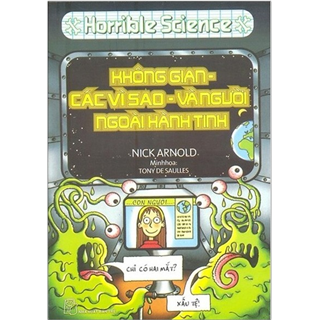 Horrible Science
KHÔNG GIAN -
CÁC VÌ SAO - VÀ NGƯỜI
NGOÀI HÀNH TINH
NICK ARNOLD
Minh họa:
TONY DE SAULLES
CON NGƯỜI
CHỈ CÓ HAI MẮT?
XẤU TỆ.